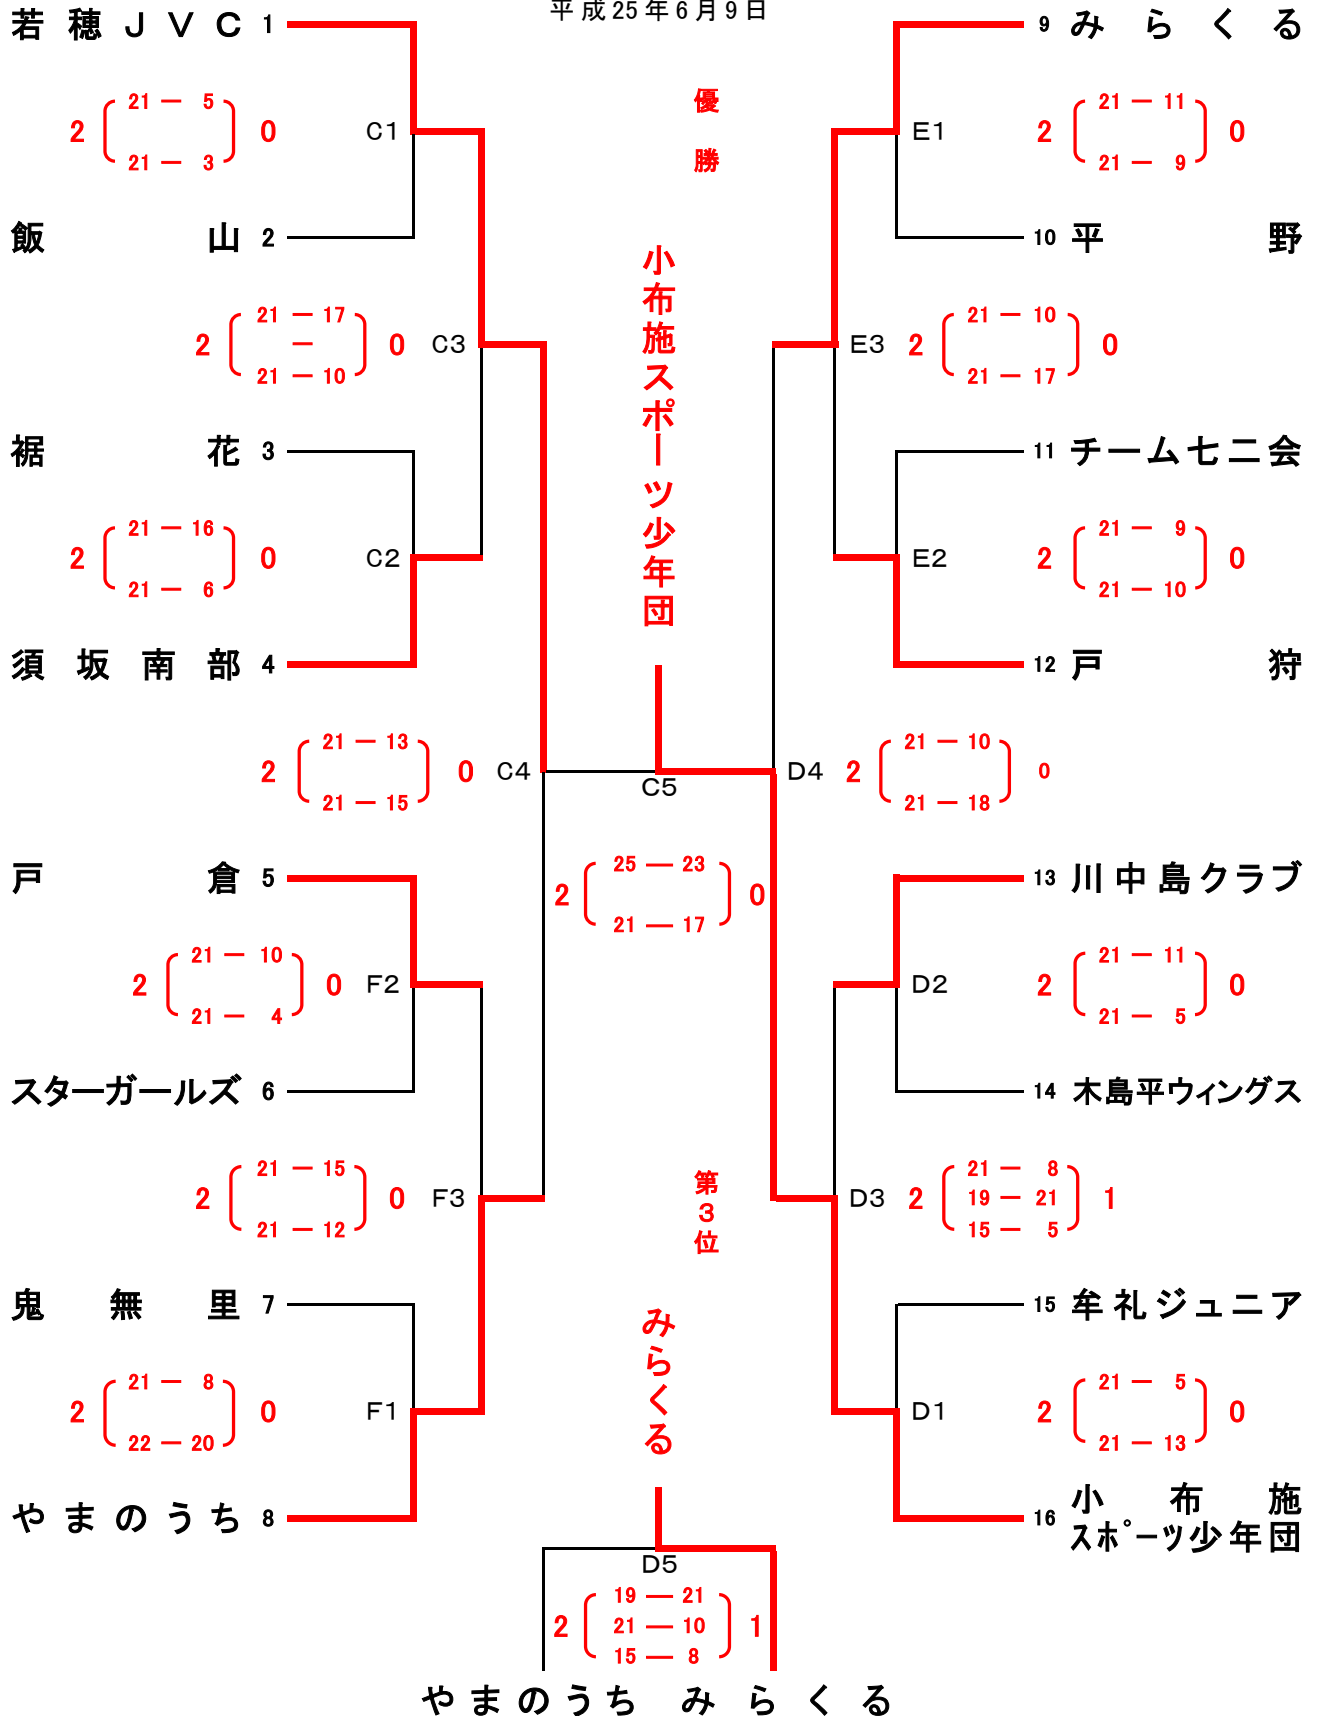 平成25年6月9日
若穂ＪＶＣ 1
9 みらくる
優勝
2 21 ― 5 0
21 ― 3
C1
E1
2 21 ― 11 0
21 ― 9
飯山 2
10 平野
小布施スポーツ少年団
2 21 ― 17 0
―
21 ― 10
C3
E3
2 21 ― 10 0
21 ― 17
裾花 3
11 チーム七二会
2 21 ― 16 0
21 ― 6
C2
E2
2 21 ― 9 0
21 ― 10
須坂南部 4
12 戸狩
2 21 ― 13 0
21 ― 15
C4
C5
D4
2 21 ― 10 0
21 ― 18
戸倉 5
2 25 ― 23 0
21 ― 17
13 川中島クラブ
2 21 ― 10 0
21 ― 4
F2
D2
2 21 ― 11 0
21 ― 5
スターガールズ 6
14 木島平ウィングス
2 21 ― 15 0
21 ― 12
F3
第3位
D3
2 21 ― 8 1
19 ― 21
15 ― 5
鬼無里 7
みらくる
15 牟礼ジュニア
2 21 ― 8 0
22 ― 20
F1
D1
2 21 ― 5 0
21 ― 13
やまのうち 8
16 小布施
スポーツ少年団
D5
2 19 ― 21 1
21 ― 10
15 ― 8
やまのうち みらくる